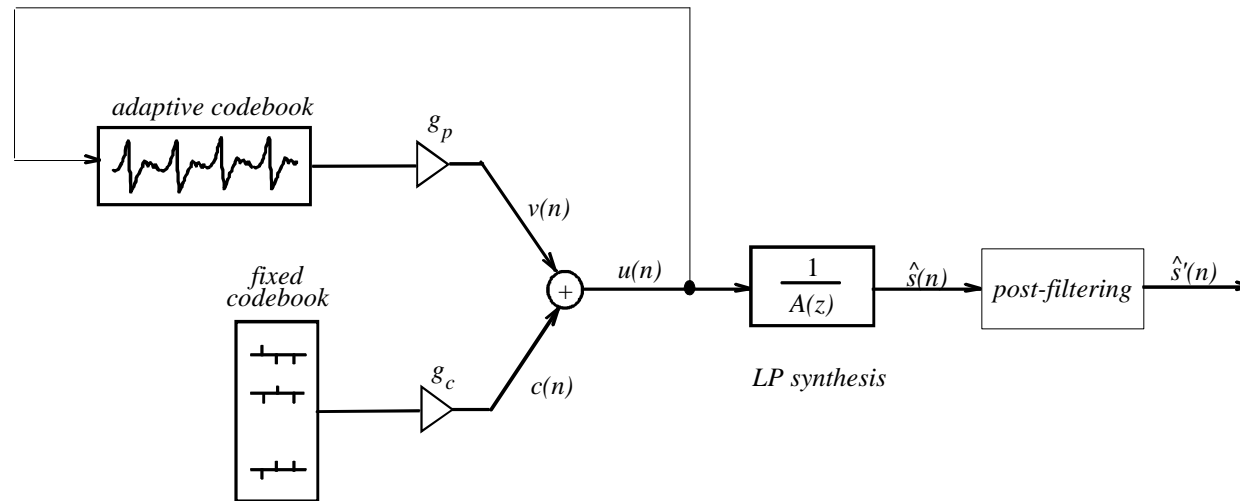 adaptive codebook
g_p
v(n)
fixed
codebook
+
u(n)
1
A(z)
ŝ(n)
post-filtering
ŝ'(n)
g_c
c(n)
LP synthesis